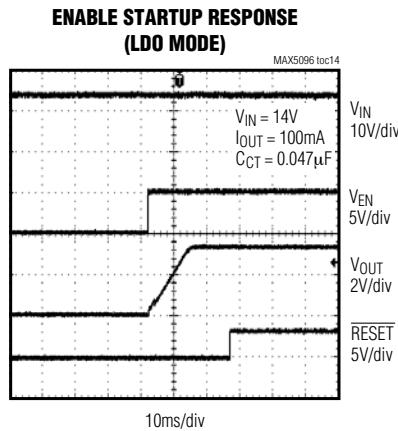 ENABLE STARTUP RESPONSE
(LDO MODE)
MAX5096 toc14
T
VIN = 14V
IOUT = 100mA
CCT = 0.047µF
VIN
10V/div
VEN
5V/div
VOUT
2V/div
RESET
5V/div
10ms/div